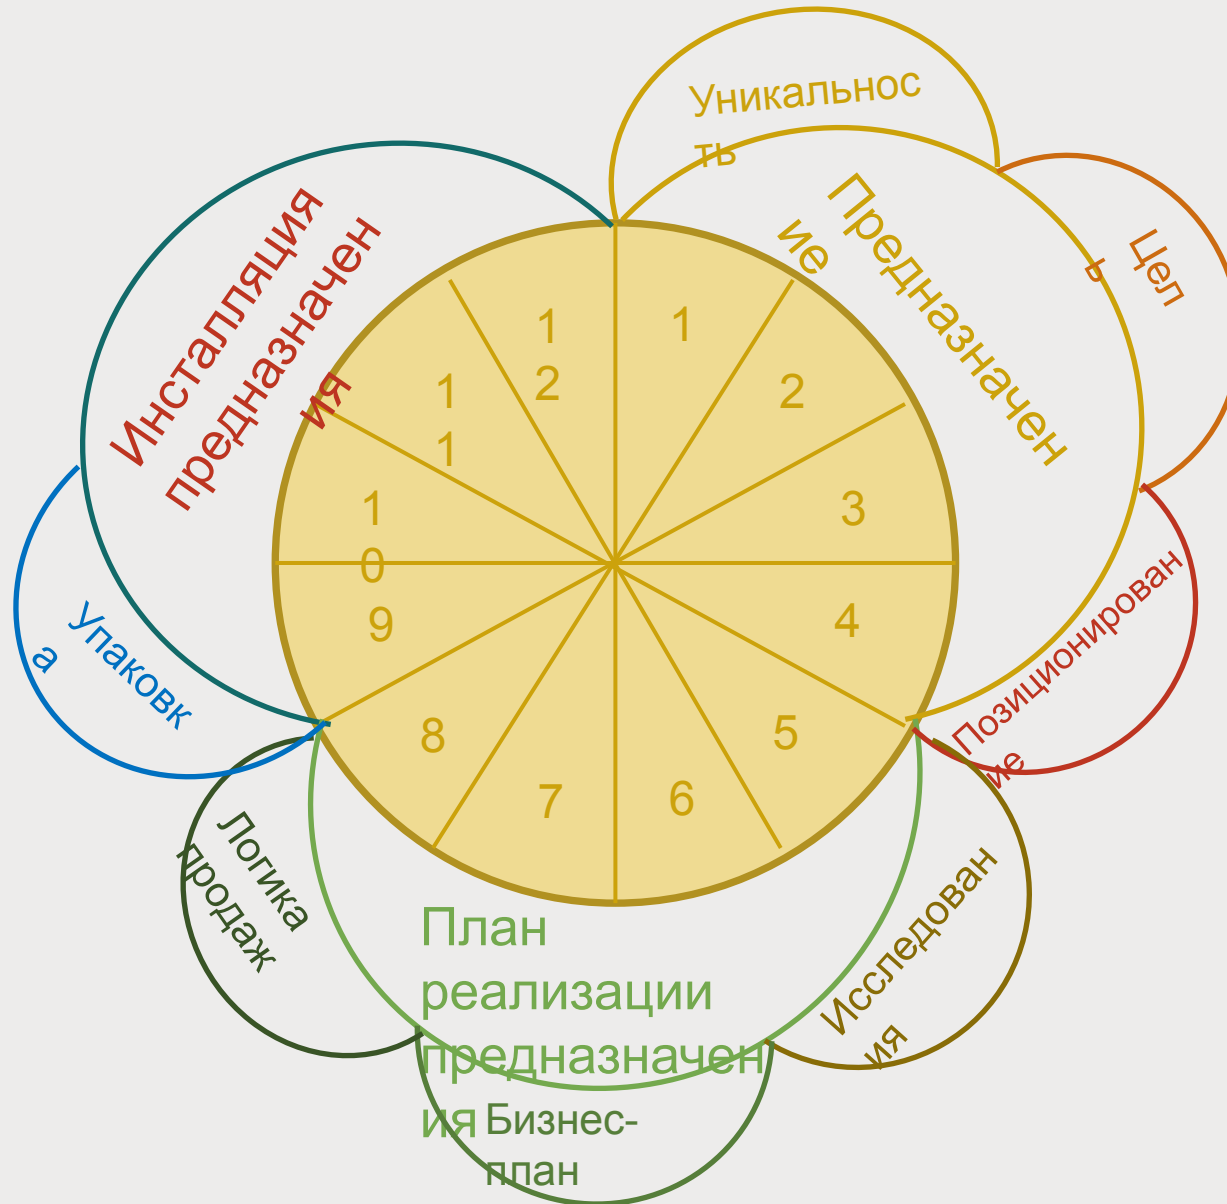 Уникальнос
ть
Предназначен
ие
Цел
ь
Инсталляция
предназначен
ия
1
2
3
4
5
6
7
8
9
1
0
1
1
1
2
Позиционирован
ие
Упаковк
а
Логика
продаж
Исследован
ия
План
реализации
предназначен
ия
Бизнес-
план